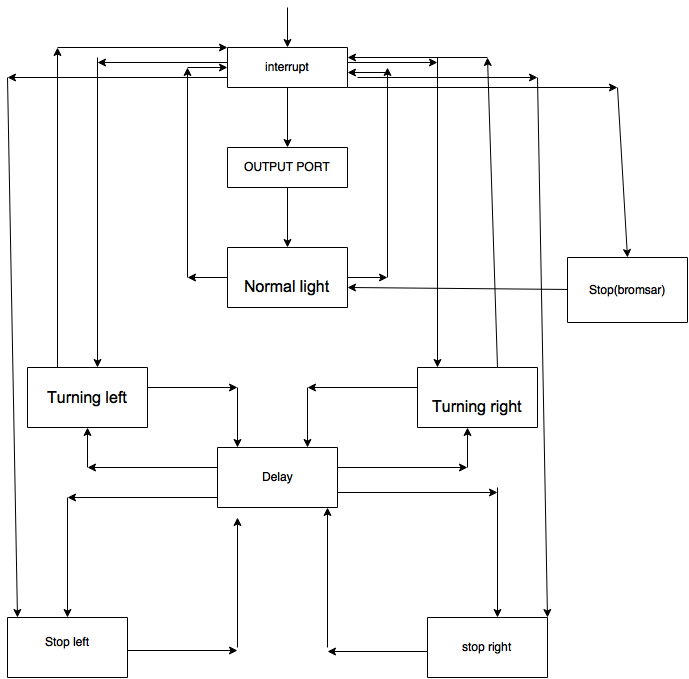 interrupt
OUTPUT PORT
Normal light
Stop(bromsar)
Turning left
Turning right
Delay
Stop left
stop right